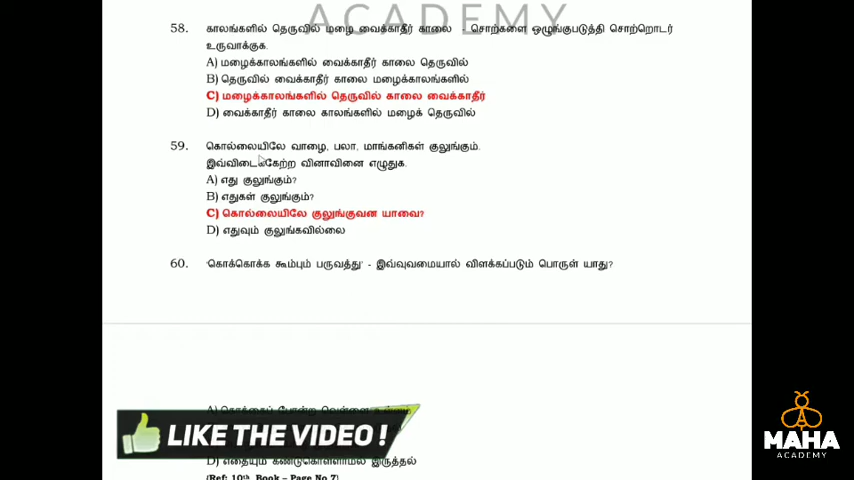 ACADEMY
58. காலங்களில் தெருவில் மழை வைக்காதீர் காலை - சொற்களை ஒழுங்குபடுத்தி சொற்றொடர்
உருவாக்குக.
A) மழைக்காலங்களில் வைக்காதீர் காலை தெருவில்
B) தெருவில் வைக்காதீர் காலை மழைக்காலங்களில்
C) மழைக்காலங்களில் தெருவில் காலை வைக்காதீர்
D) வைக்காதீர் காலை காலங்களில் மழைக் தெருவில்
59. கொல்லையிலே வாழை, பலா, மாங்கனிகள் குலுங்கும்.
இவ்விடைக்கேற்ற வினாவினை எழுதுக.
A) எது குலுங்கும்?
B) எதுகள் குலுங்கும்?
C) கொல்லையிலே குலுங்குவன யாவை?
D) எதுவும் குலுங்கவில்லை
60. 'கொக்கொக்க கூம்பும் பருவத்து' - இவ்வுவமையால் விளக்கப்படும் பொருள் யாது?
A) கொக்கைப் போன்ற
LIKE THE VIDEO !
D) எதையும் கண்டுகொள்ளாமல் இருத்தல்
(Ref: 10th Book – Page No 7)
MAHA
ACADEMY